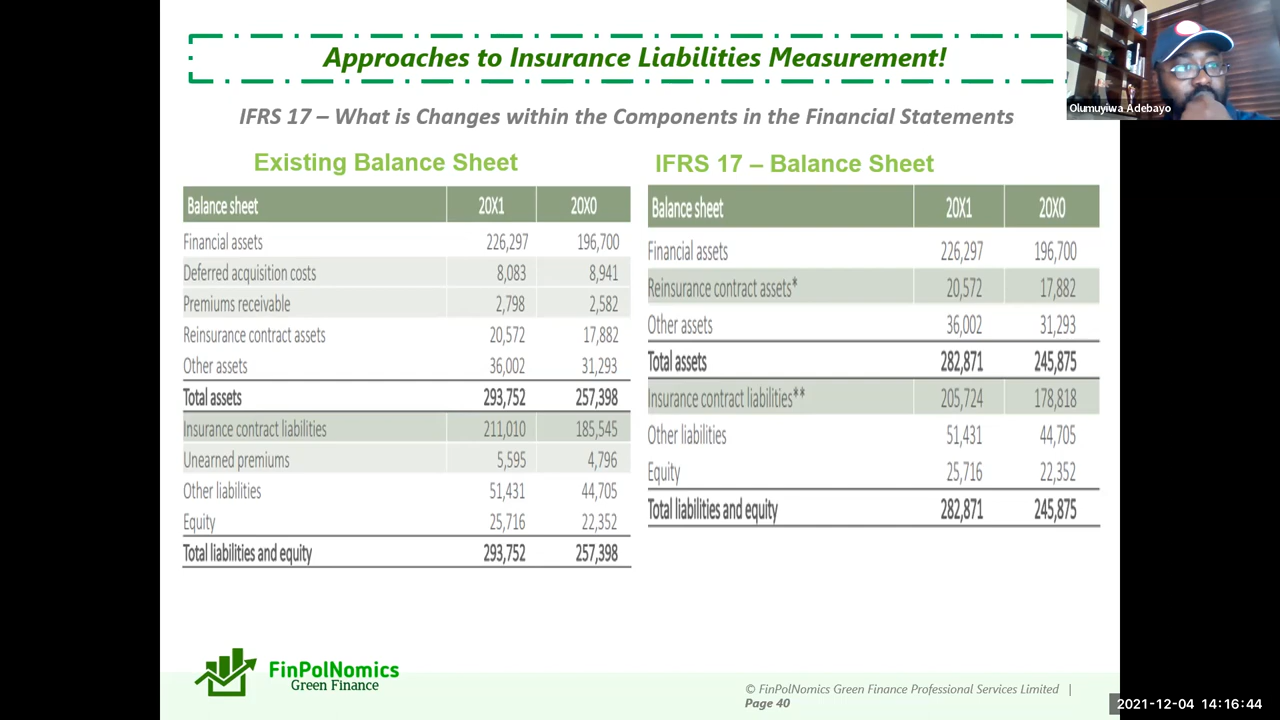 Approaches to Insurance Liabilities Measurement!
Olumuyiwa Adebayo
IFRS 17 – What is Changes within the Components in the Financial Statements
Existing Balance Sheet
Balance sheet 20X1 20X0
Financial assets 226,297 196,700
Deferred acquisition costs 8,083 8,941
Premiums receivable 2,798 2,582
Reinsurance contract assets 20,572 17,882
Other assets 36,002 31,293
Total assets 293,752 257,398
Insurance contract liabilities 211,010 185,545
Unearned premiums 5,595 4,796
Other liabilities 51,431 44,705
Equity 25,716 22,352
Total liabilities and equity 293,752 257,398
IFRS 17 – Balance Sheet
Balance sheet 20X1 20X0
Financial assets 226,297 196,700
Reinsurance contract assets* 20,572 17,882
Other assets 36,002 31,293
Total assets 282,871 245,875
Insurance contract liabilities** 205,724 178,818
Other liabilities 51,431 44,705
Equity 25,716 22,352
Total liabilities and equity 282,871 245,875
FinPolNomics
Green Finance
© FinPolNomics Green Finance Professional Services Limited |
Page 40
2021-12-04 14:16:44